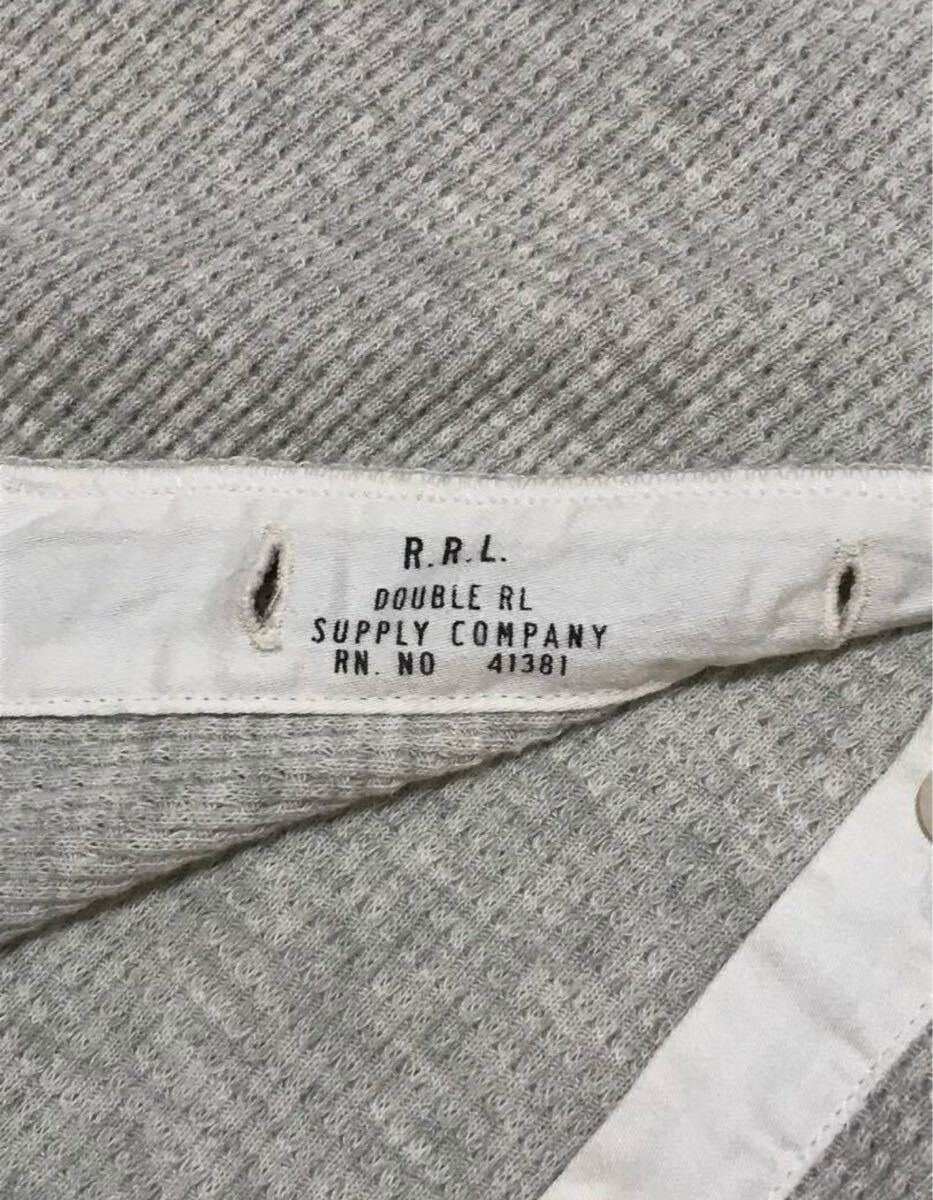 R.R.L.
DOUBLE RL
SUPPLY COMPANY
RN. NO 41381